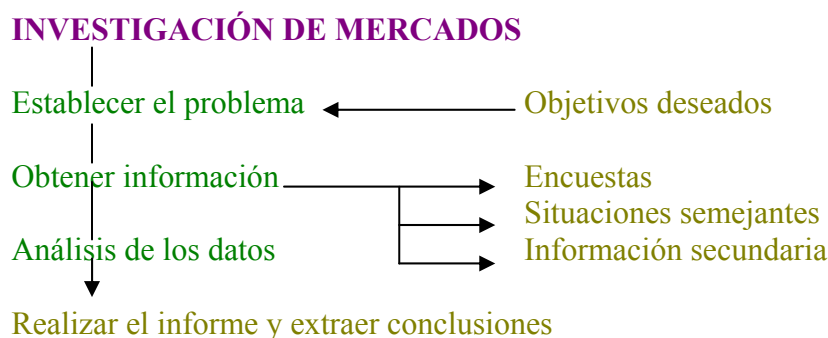 INVESTIGACIÓN DE MERCADOS
Establecer el problema
Objetivos deseados
Obtener información
Encuestas
Situaciones semejantes
Análisis de los datos
Información secundaria
Realizar el informe y extraer conclusiones